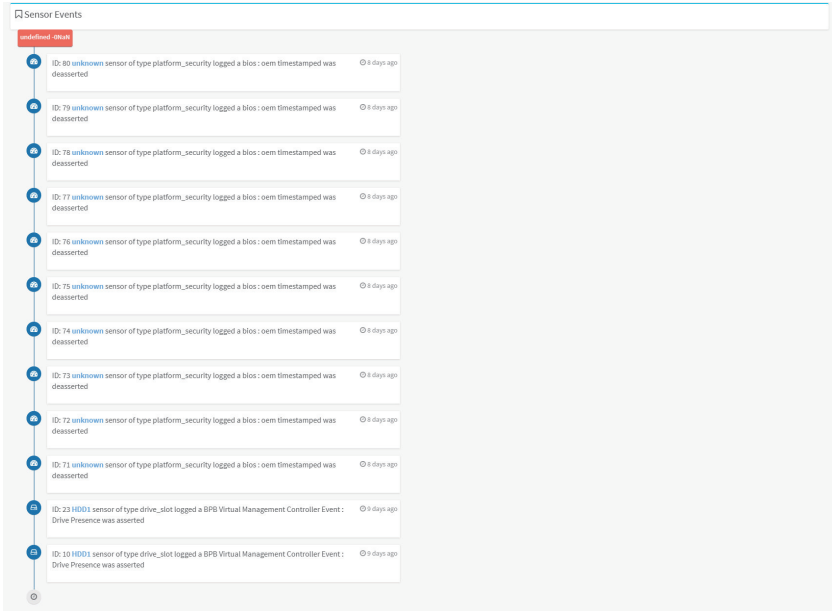 Sensor Events
undefined -0NaN
ID: 80 unknown sensor of type platform_security logged a bios : oem timestamped was
deasserted
8 days ago
ID: 79 unknown sensor of type platform_security logged a bios : oem timestamped was
deasserted
8 days ago
ID: 78 unknown sensor of type platform_security logged a bios : oem timestamped was
deasserted
8 days ago
ID: 77 unknown sensor of type platform_security logged a bios : oem timestamped was
deasserted
8 days ago
ID: 76 unknown sensor of type platform_security logged a bios : oem timestamped was
deasserted
8 days ago
ID: 75 unknown sensor of type platform_security logged a bios : oem timestamped was
deasserted
8 days ago
ID: 74 unknown sensor of type platform_security logged a bios : oem timestamped was
deasserted
8 days ago
ID: 73 unknown sensor of type platform_security logged a bios : oem timestamped was
deasserted
8 days ago
ID: 72 unknown sensor of type platform_security logged a bios : oem timestamped was
deasserted
8 days ago
ID: 71 unknown sensor of type platform_security logged a bios : oem timestamped was
deasserted
8 days ago
ID: 23 HDD1 sensor of type drive_slot logged a BPB Virtual Management Controller Event :
Drive Presence was asserted
9 days ago
ID: 10 HDD1 sensor of type drive_slot logged a BPB Virtual Management Controller Event :
Drive Presence was asserted
9 days ago